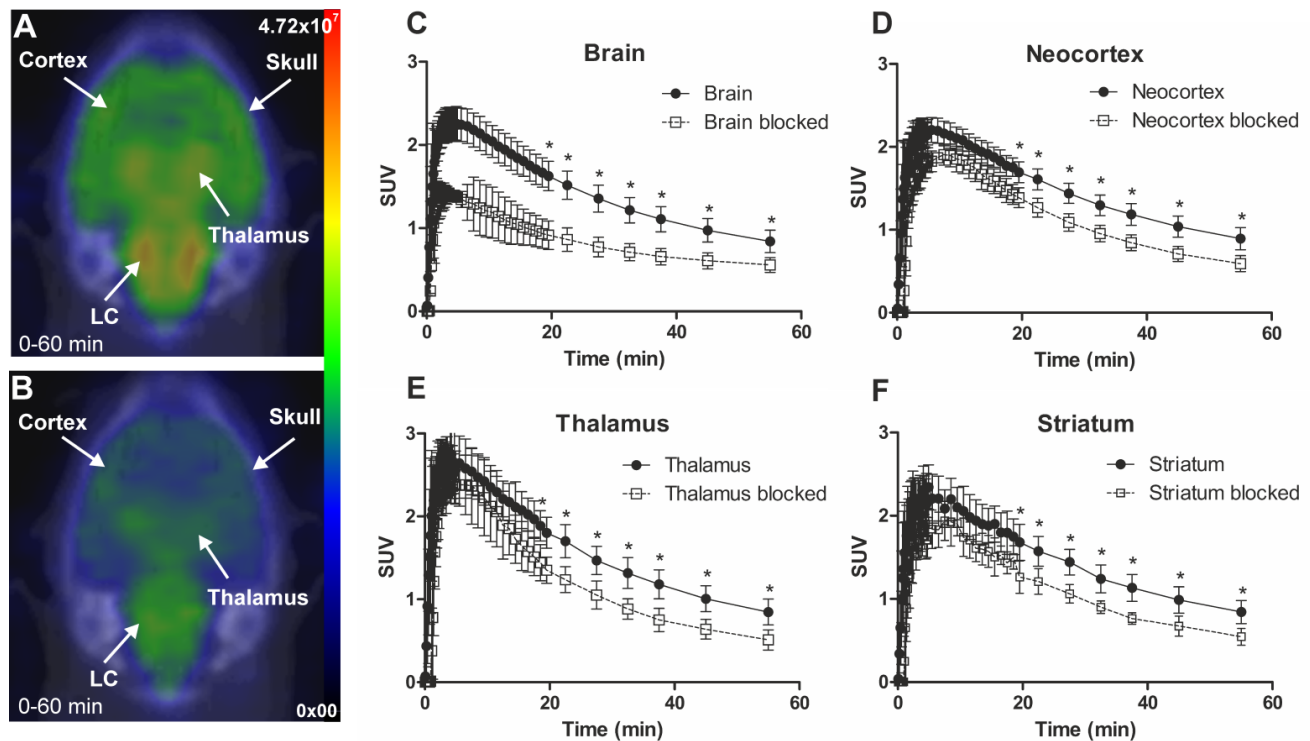 A
4.72x10⁷
Cortex
Skull
Thalamus
LC
0-60 min
B
Cortex
Skull
Thalamus
LC
0-60 min
0x00
C
Brain
Brain
Brain blocked
3
2
1
0
SUV
* * * * * * *
0 20 40 60
Time (min)
D
Neocortex
Neocortex
Neocortex blocked
3
2
1
0
SUV
* * * * * * *
0 20 40 60
Time (min)
E
Thalamus
Thalamus
Thalamus blocked
3
2
1
0
SUV
* * * * * * *
0 20 40 60
Time (min)
F
Striatum
Striatum
Striatum blocked
3
2
1
0
SUV
* * * * * * *
0 20 40 60
Time (min)